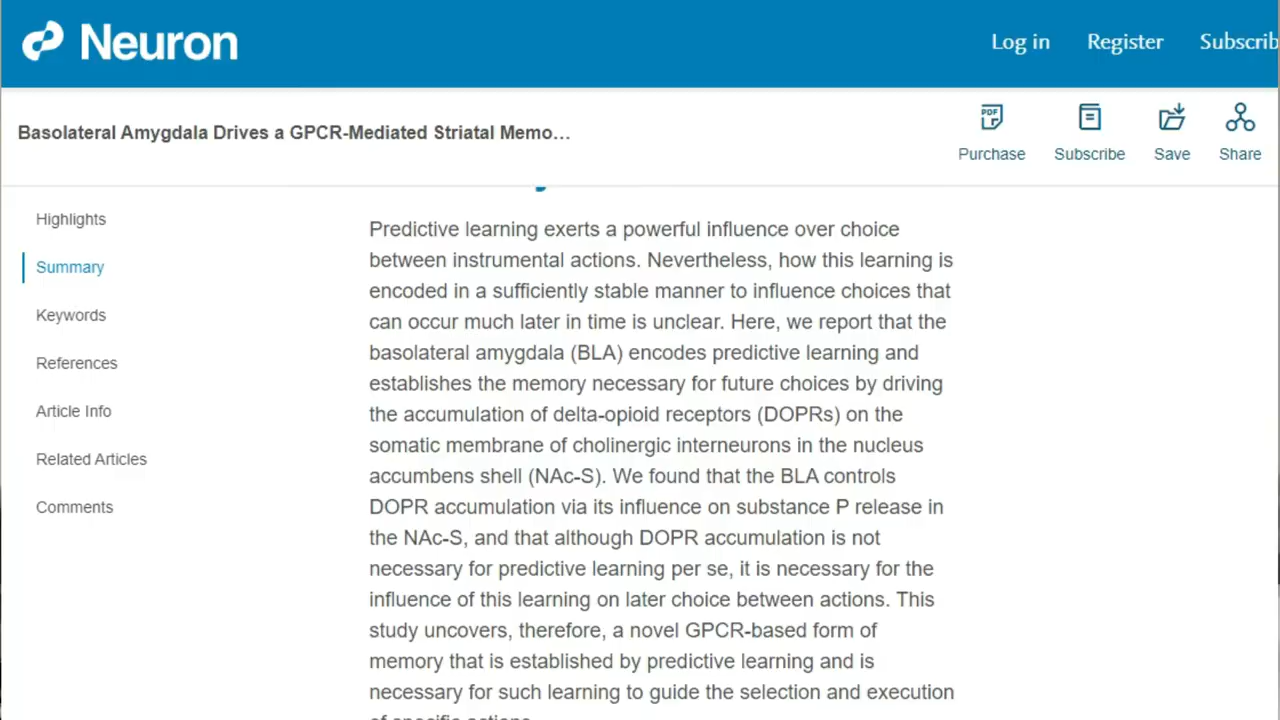 Neuron
Log in
Register
Subscrib
Basolateral Amygdala Drives a GPCR-Mediated Striatal Memo…
Purchase
Subscribe
Save
Share
Highlights
Summary
Keywords
References
Article Info
Related Articles
Comments
Predictive learning exerts a powerful influence over choice
between instrumental actions. Nevertheless, how this learning is
encoded in a sufficiently stable manner to influence choices that
can occur much later in time is unclear. Here, we report that the
basolateral amygdala (BLA) encodes predictive learning and
establishes the memory necessary for future choices by driving
the accumulation of delta-opioid receptors (DOPRs) on the
somatic membrane of cholinergic interneurons in the nucleus
accumbens shell (NAc-S). We found that the BLA controls
DOPR accumulation via its influence on substance P release in
the NAc-S, and that although DOPR accumulation is not
necessary for predictive learning per se, it is necessary for the
influence of this learning on later choice between actions. This
study uncovers, therefore, a novel GPCR-based form of
memory that is established by predictive learning and is
necessary for such learning to guide the selection and execution
of specific actions.